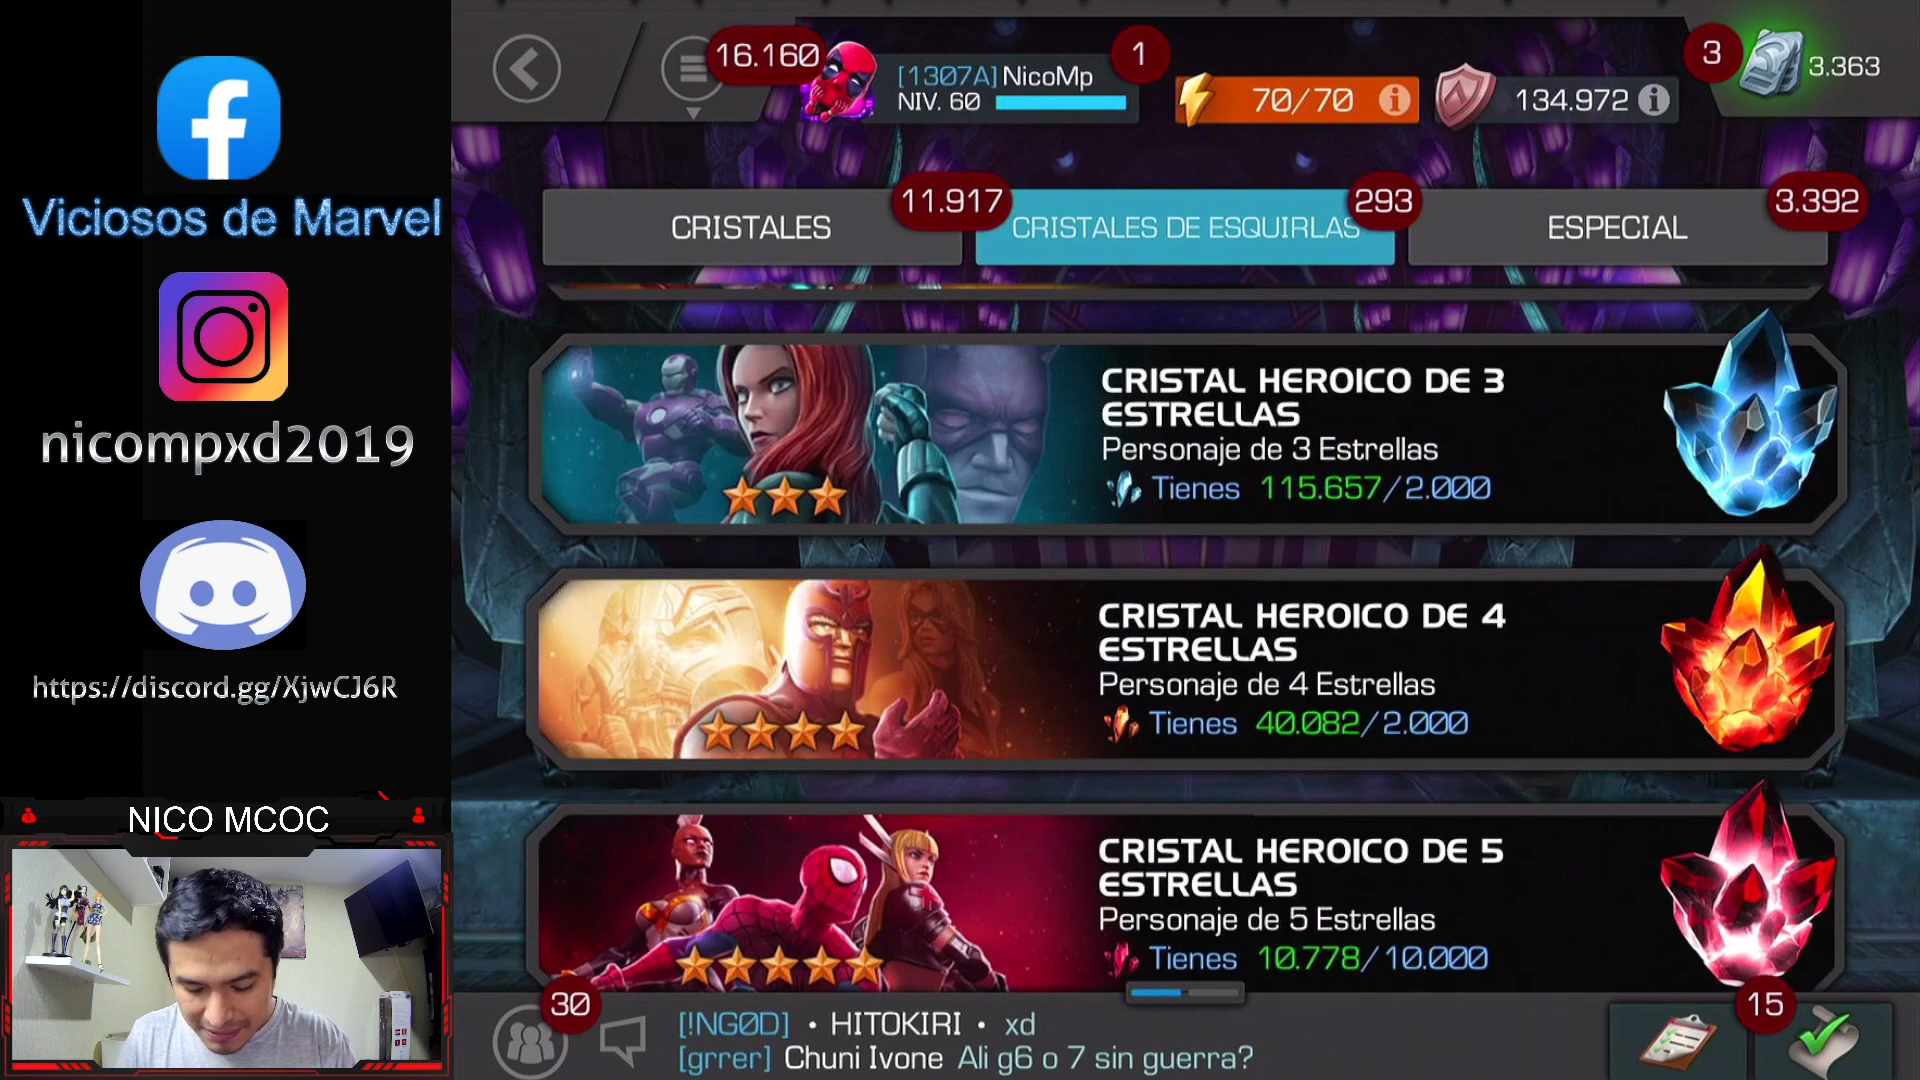 Viciosos de Marvel
nicompxd2019
https://discord.gg/XjwCJ6R
NICO MCOC
16.160
[1307A] NicoMp
NIV. 60
1
70/70
134.972
3
3.363
CRISTALES
11.917
CRISTALES DE ESQUIRLAS
293
ESPECIAL
3.392
CRISTAL HEROICO DE 3
ESTRELLAS
Personaje de 3 Estrellas
Tienes 115.657/2.000
CRISTAL HEROICO DE 4
ESTRELLAS
Personaje de 4 Estrellas
Tienes 40.082/2.000
CRISTAL HEROICO DE 5
ESTRELLAS
Personaje de 5 Estrellas
Tienes 10.778/10.000
30
[!NGØD] • HITOKIRI • xd
[grrer] Chuni Ivone Ali g6 o 7 sin guerra?
15